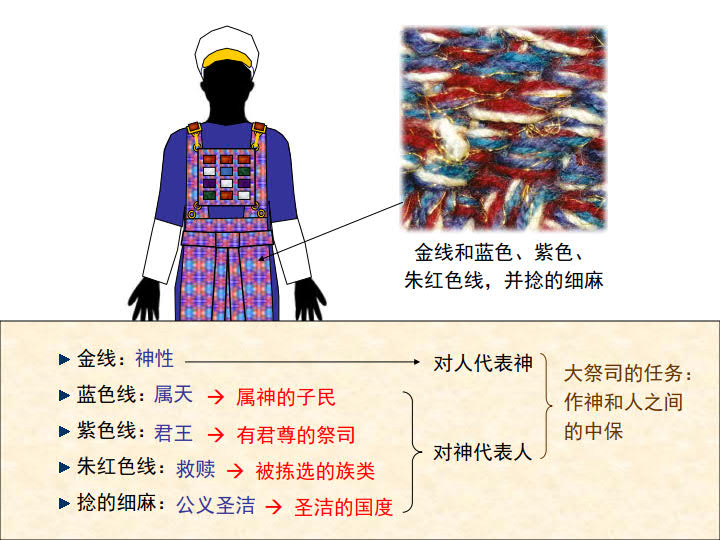 金线和蓝色、紫色、
朱红色线，并捻的细麻
金线：神性
对人代表神
蓝色线：属天 → 属神的子民
紫色线：君王 → 有君尊的祭司
朱红色线：救赎 → 被拣选的族类
捻的细麻：公义圣洁 → 圣洁的国度
对神代表人
大祭司的任务：
作神和人之间
的中保